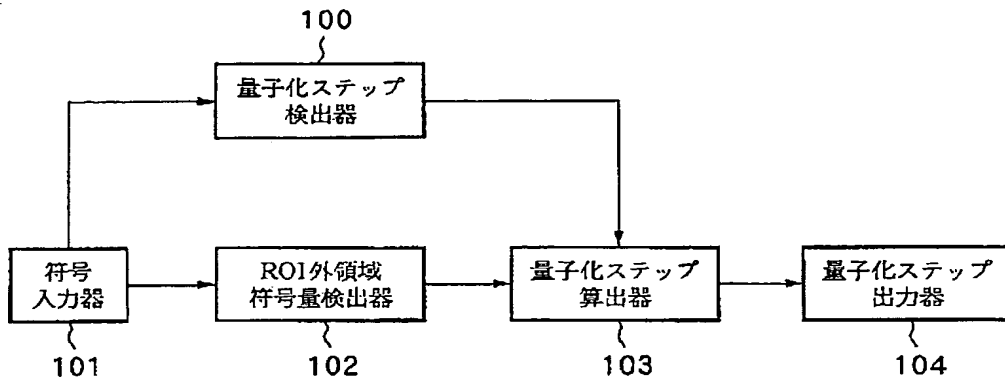 100
量子化ステップ
検出器
符号
入力器
ROI外領域
符号量検出器
量子化ステップ
算出器
量子化ステップ
出力器
101
102
103
104